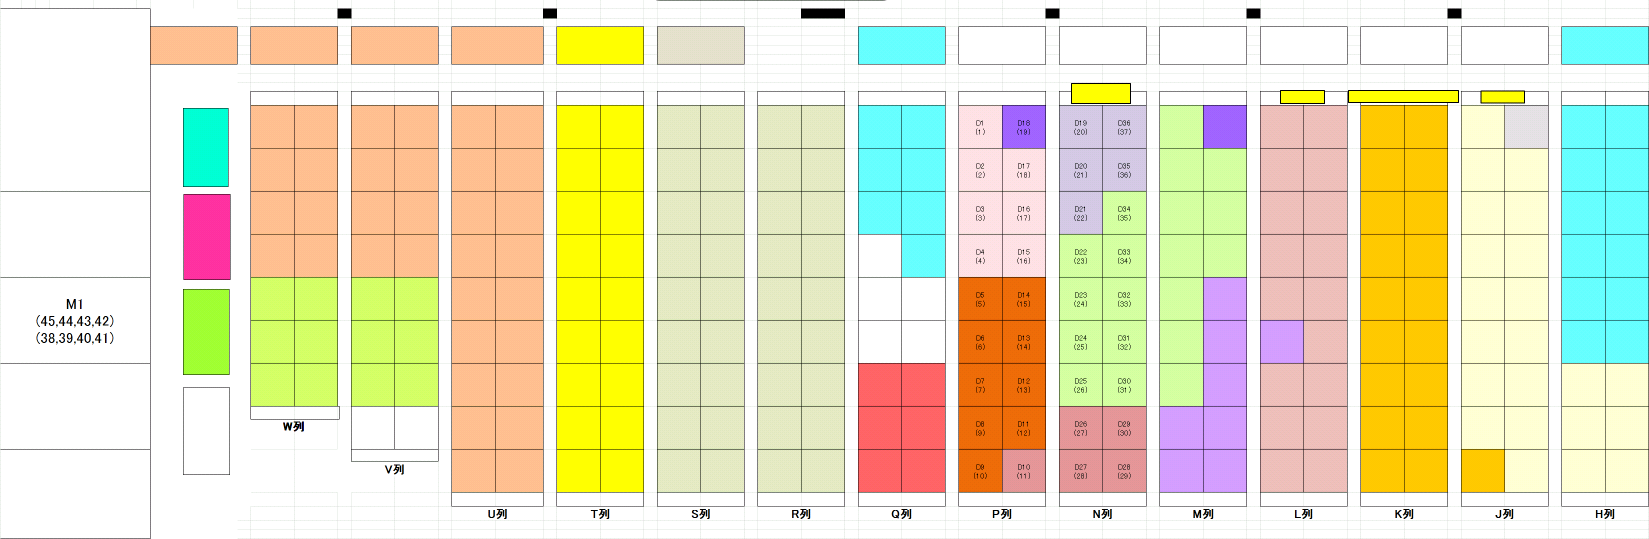 M1
(45,44,43,42)
(38,39,40,41)
D1 D18 D19 D36
(1) (19) (20) (37)
D2 D17 D20 D35
(2) (18) (21) (36)
D3 D16 D21 D34
(3) (17) (22) (35)
D4 D15 D22 D33
(4) (16) (23) (34)
D5 D14 D23 D32
(5) (15) (24) (33)
D6 D13 D24 D31
(6) (14) (25) (32)
D7 D12 D25 D30
(7) (13) (26) (31)
D8 D11 D26 D29
(9) (12) (27) (30)
D9 D10 D27 D28
(10) (11) (28) (29)
W列
V列
U列 T列 S列 R列 Q列 P列 N列 M列 L列 K列 J列 H列